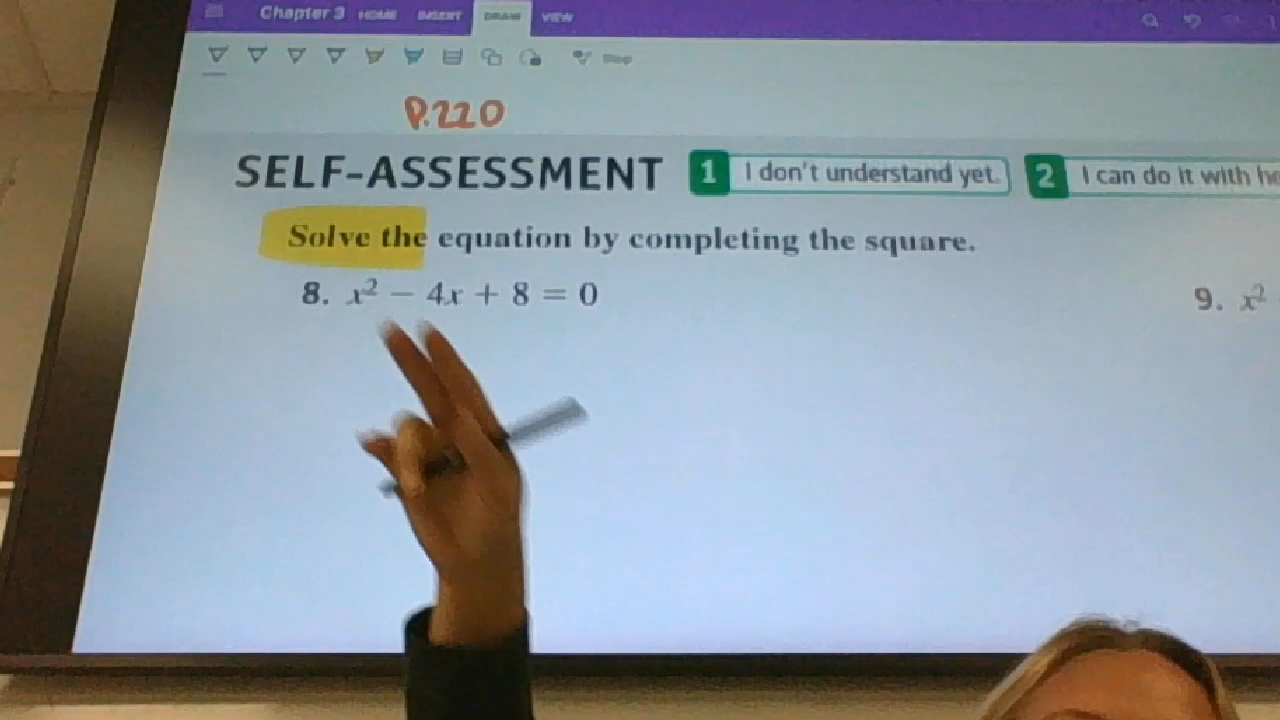 Chapter 3 HOME INSERT DRAW VIEW
Stop
P.220
SELF-ASSESSMENT 1 I don't understand yet. 2 I can do it with
Solve the equation by completing the square.
8. x² − 4x + 8 = 0 9. x²